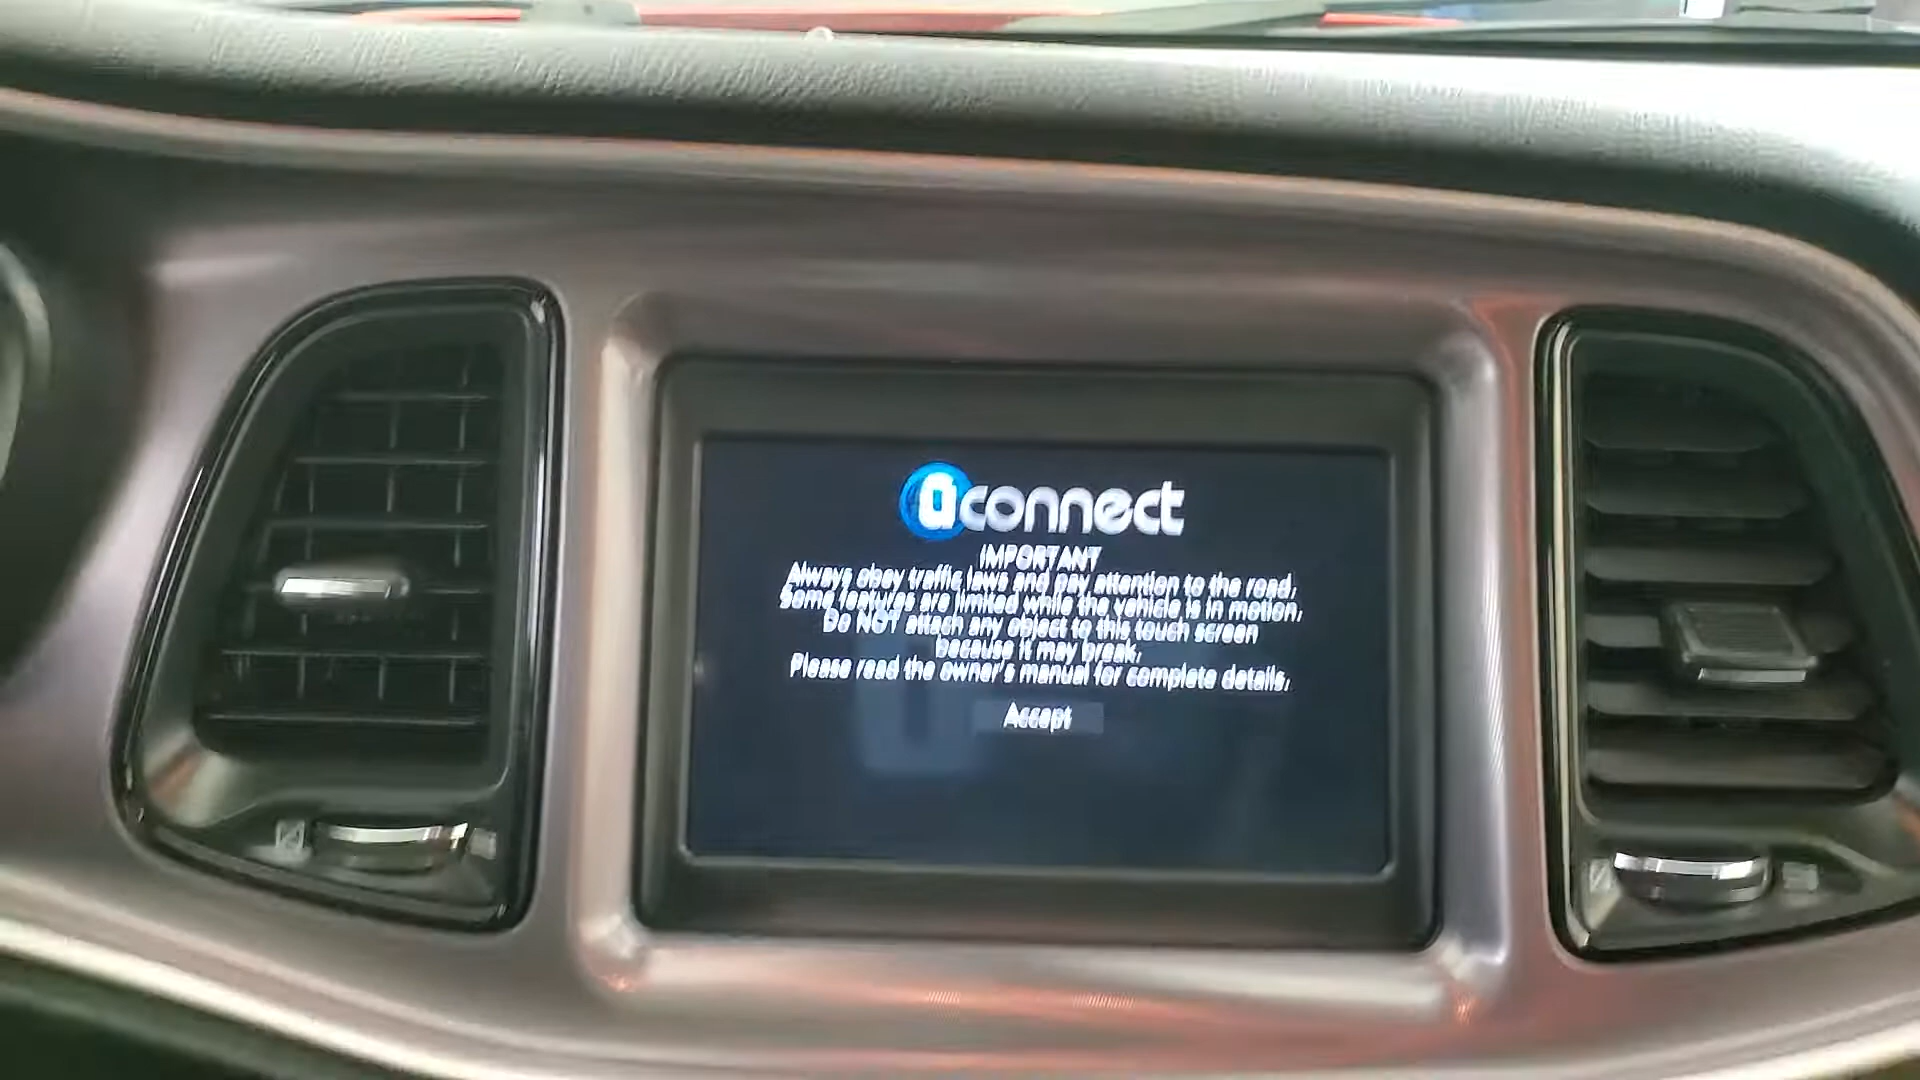 uconnect
IMPORTANT
Always obey traffic laws and pay attention to the road.
Some features are limited while the vehicle is in motion.
Do NOT attach any object to this touch screen
because it may break.
Please read the owner's manual for complete details.
Accept